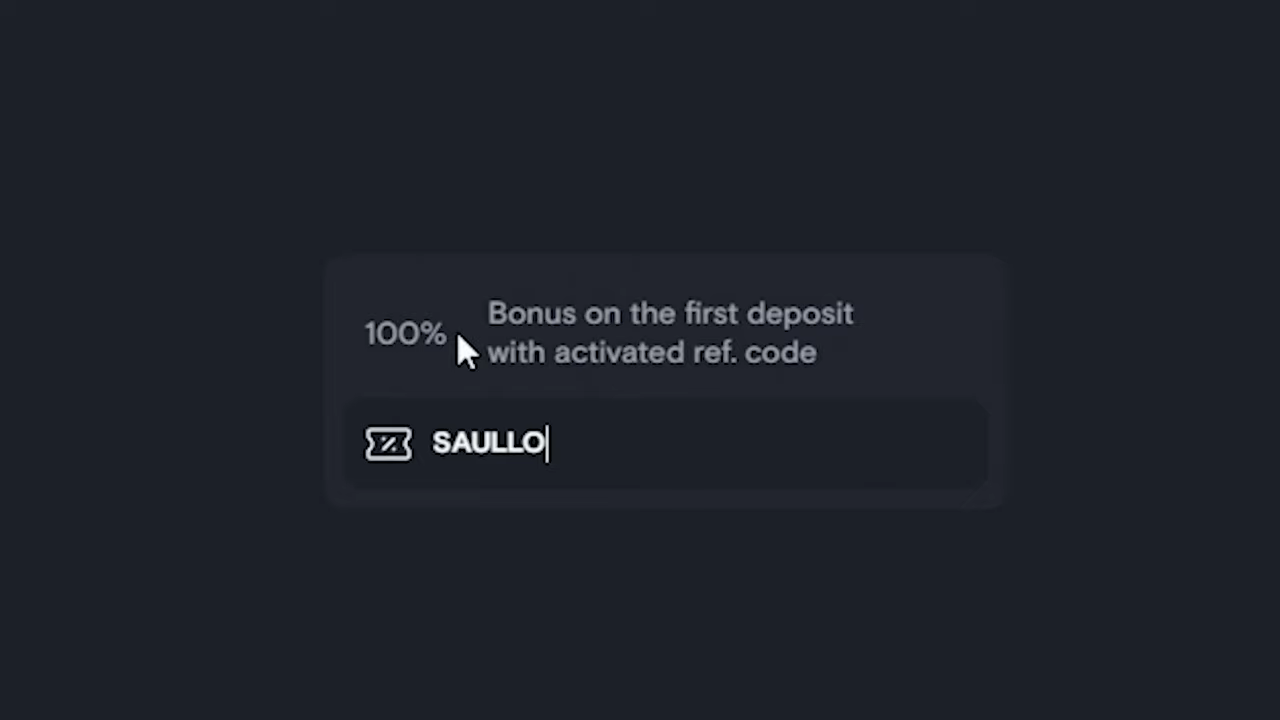 100%
Bonus on the first deposit
with activated ref. code
SAULLO